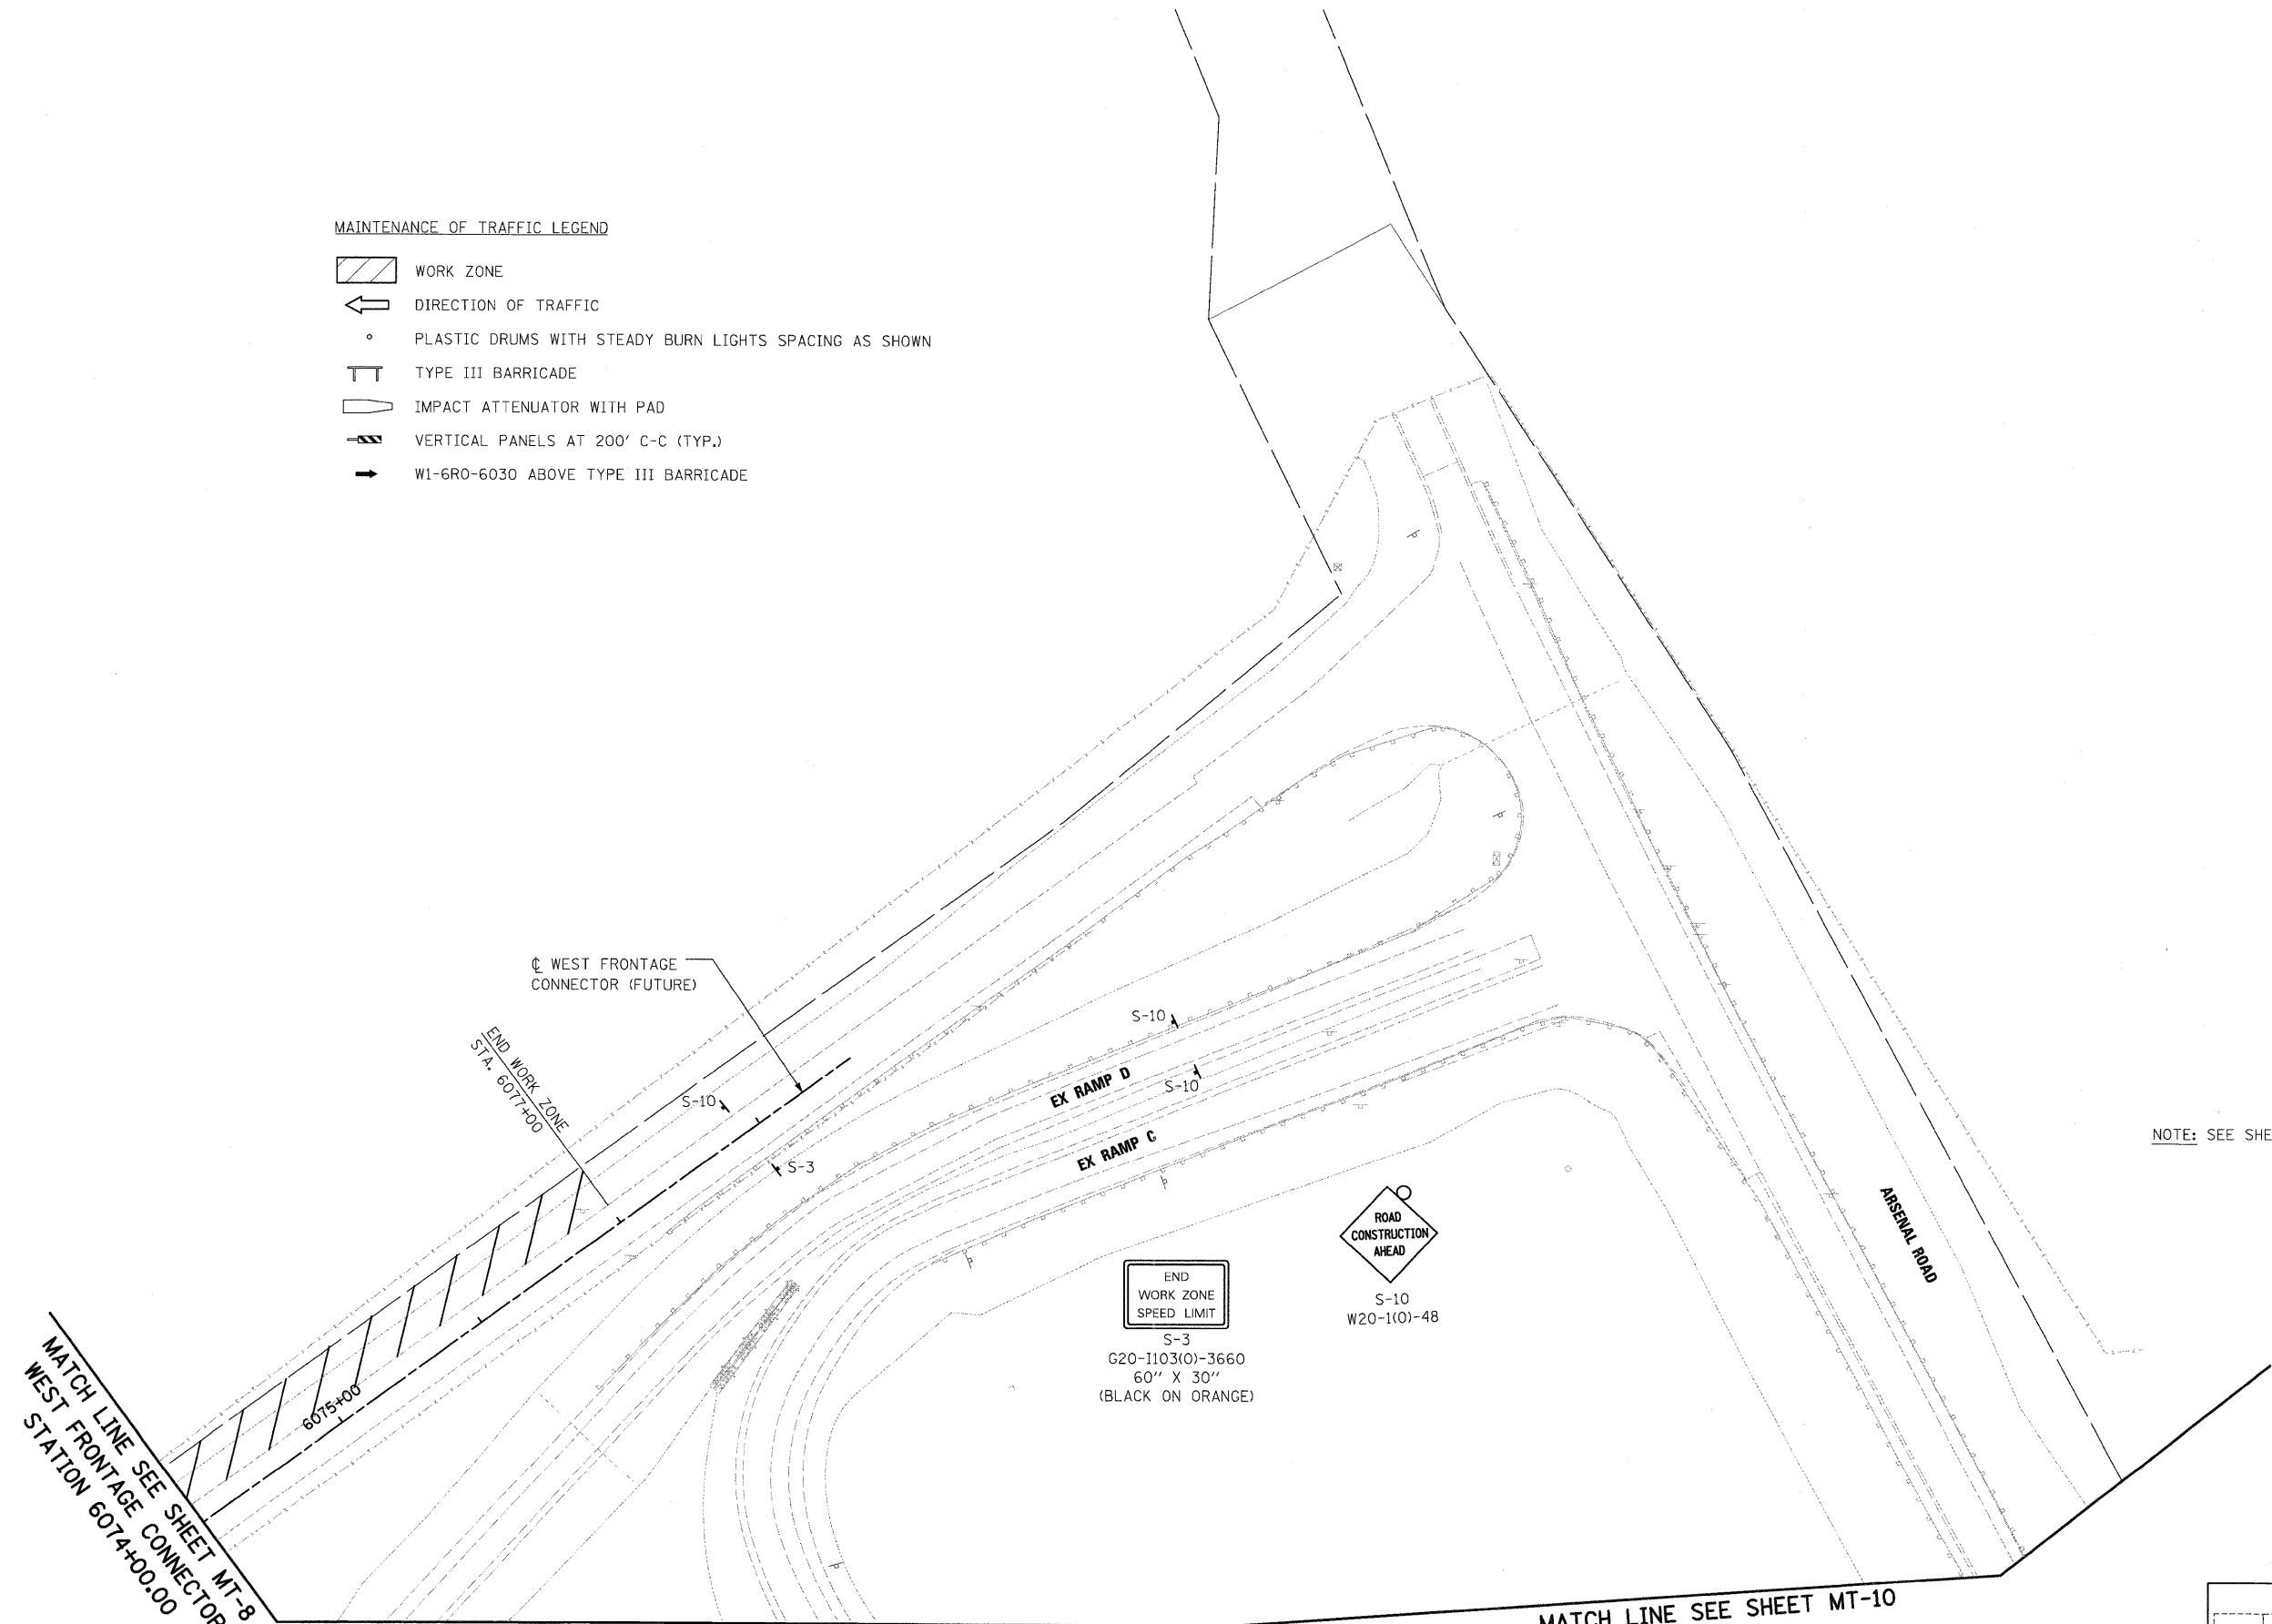 MAINTENANCE OF TRAFFIC LEGEND
WORK ZONE
DIRECTION OF TRAFFIC
PLASTIC DRUMS WITH STEADY BURN LIGHTS SPACING AS SHOWN
TYPE III BARRICADE
IMPACT ATTENUATOR WITH PAD
VERTICAL PANELS AT 200' C-C (TYP.)
W1-6RO-6030 ABOVE TYPE III BARRICADE
℄ WEST FRONTAGE
CONNECTOR (FUTURE)
END WORK ZONE
STA. 6077+00
S-10
S-3
S-10
S-10
EX RAMP D
EX RAMP C
ARSENAL ROAD
NOTE: SEE SHE
ROAD
CONSTRUCTION
AHEAD
S-10
W20-1(O)-48
END
WORK ZONE
SPEED LIMIT
S-3
G20-I103(O)-3660
60'' X 30''
(BLACK ON ORANGE)
6075+00
MATCH LINE SEE SHEET MT-8
WEST FRONTAGE CONNECTOR
STATION 6074+00.00
MATCH LINE SEE SHEET MT-10